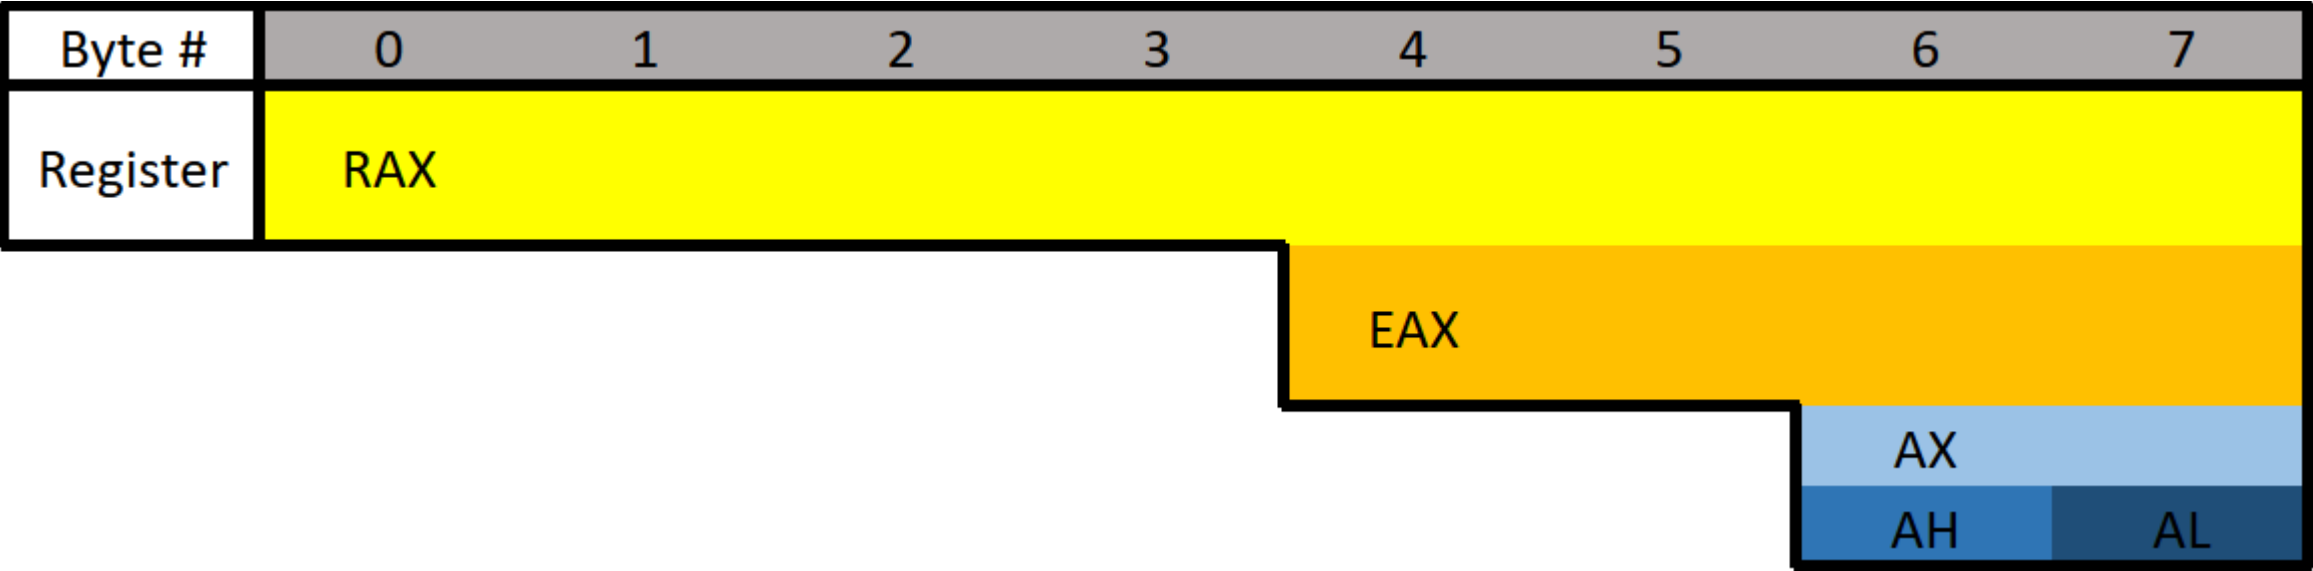 Byte # 0 1 2 3 4 5 6 7
Register RAX
EAX
AX
AH AL